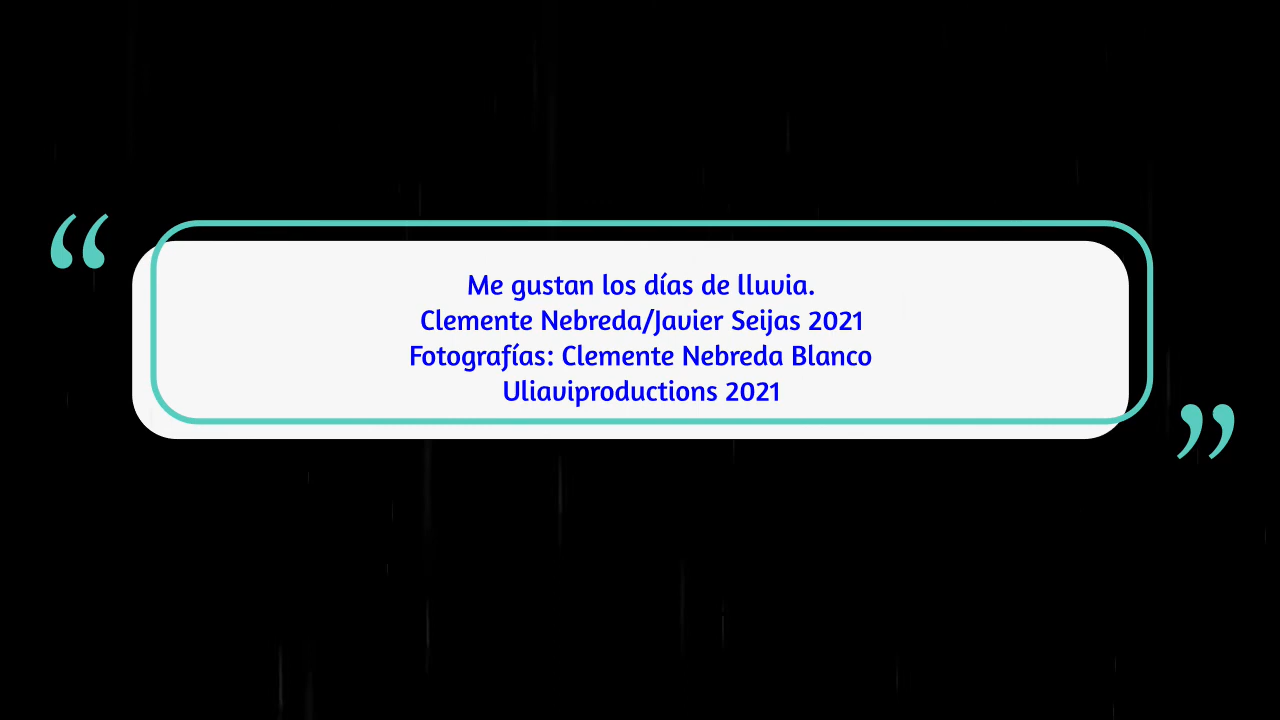 Me gustan los días de lluvia.
Clemente Nebreda/Javier Seijas 2021
Fotografías: Clemente Nebreda Blanco
Uliaviproductions 2021